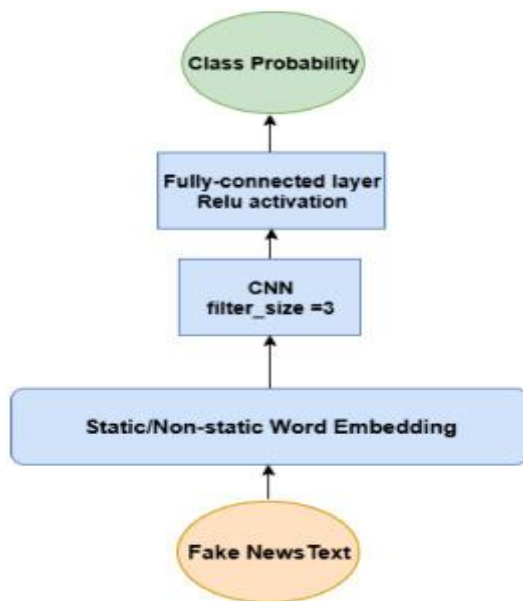 Class Probability
Fully-connected layer
Relu activation
CNN
filter_size =3
Static/Non-static Word Embedding
Fake NewsText